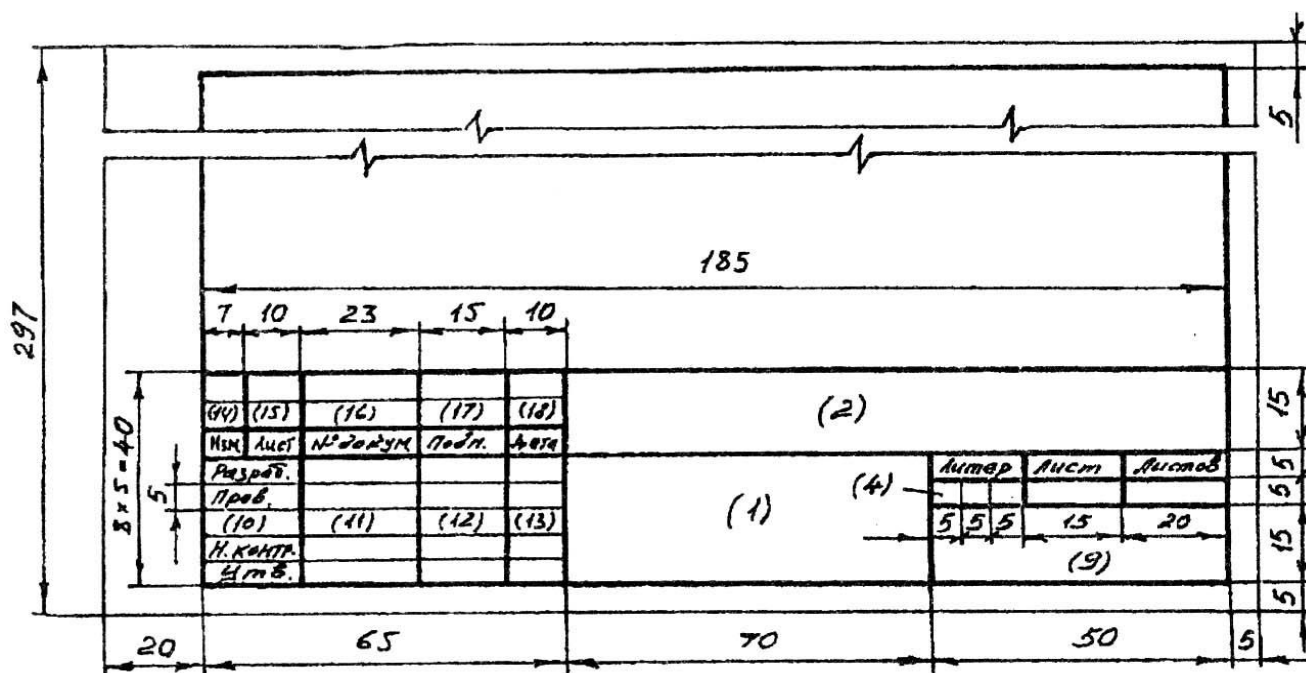 5
185
297
7 10 23 15 10
8 x 5 = 40
(14) (15) (16) (17) (18)
(2)
15
Изм Лист № докум Подп. Дата
Разраб.
Литер Лист Листов
5
Пров.
5
(4)
5
(10) (11) (12) (13)
(1)
5 5 5 15 20
15
Н. контр.
(9)
Утв.
5
20 65 70 50 5